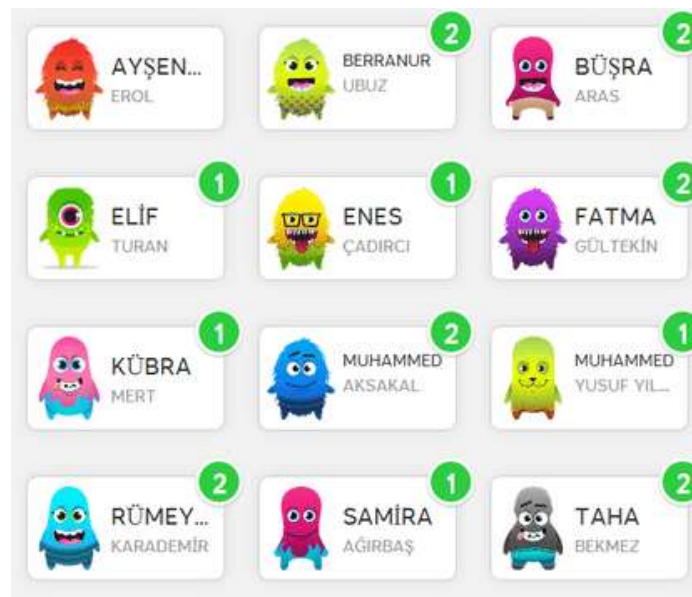 AYŞEN...
EROL
2
BERRANUR
UBUZ
2
BÜŞRA
ARAS
1
ELİF
TURAN
1
ENES
ÇADIRCI
2
FATMA
GÜLTEKİN
1
KÜBRA
MERT
2
MUHAMMED
AKSAKAL
1
MUHAMMED
YUSUF YIL...
2
RÜMEY...
KARADEMİR
1
SAMİRA
AĞIRBAŞ
2
TAHA
BEKMEZ